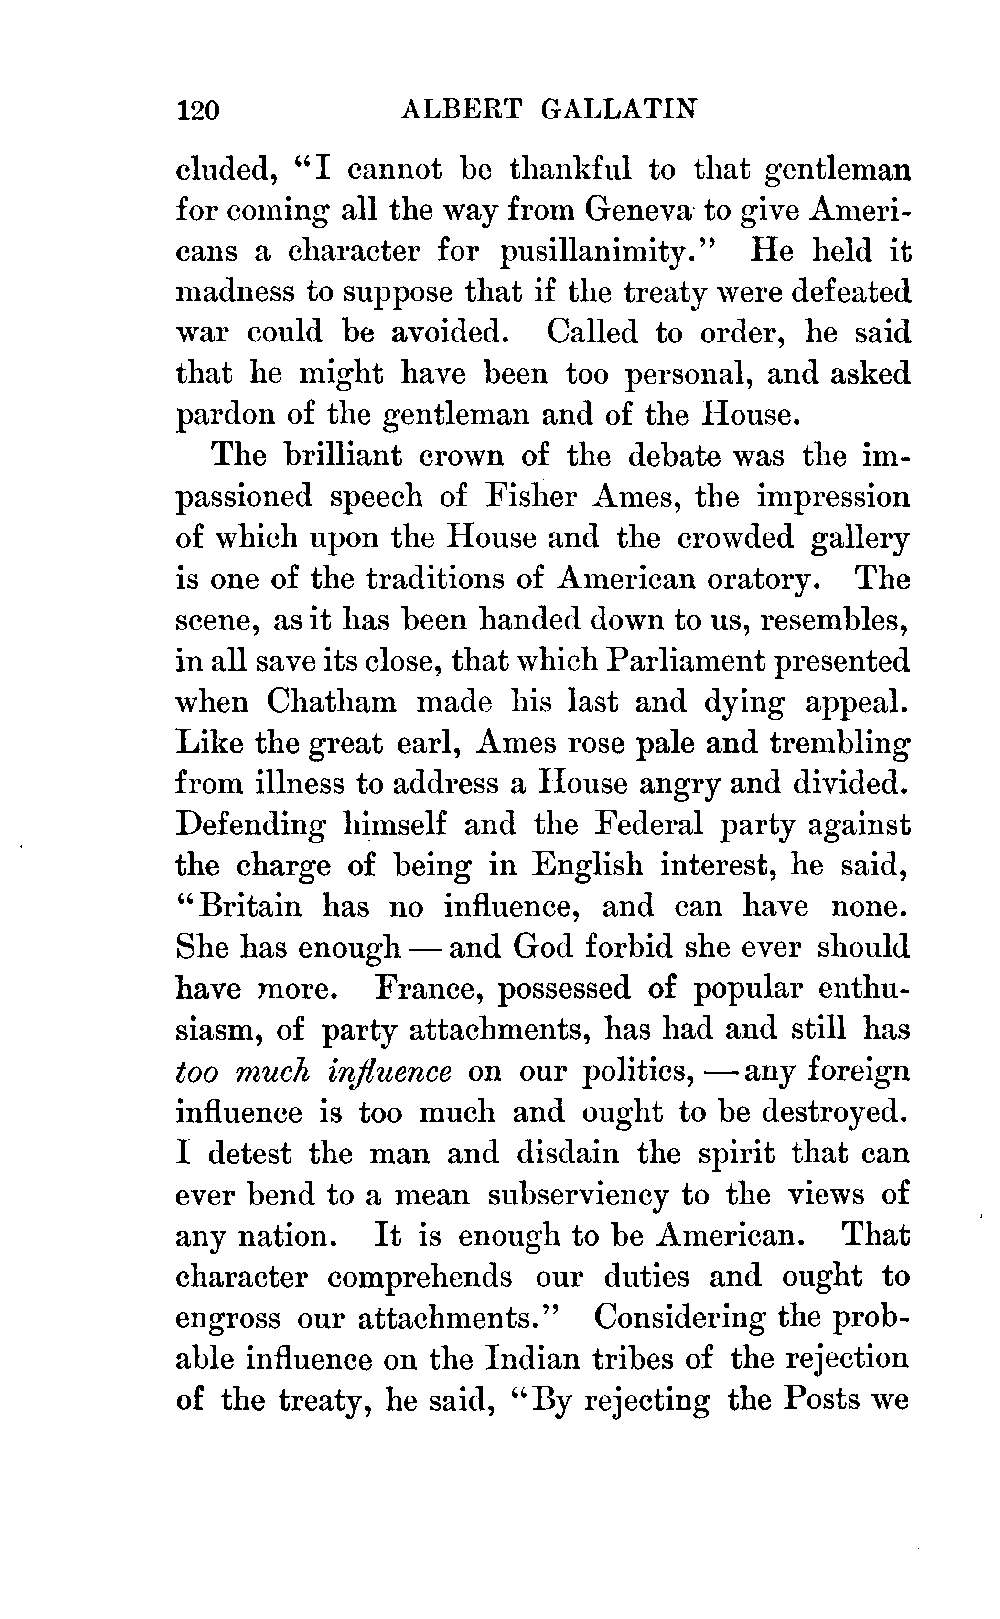 120 ALBERT GALLATIN
cluded, "I cannot be thankful to that gentleman
for coming all the way from Geneva to give Ameri-
cans a character for pusillanimity." He held it
madness to suppose that if the treaty were defeated
war could be avoided. Called to order, he said
that he might have been too personal, and asked
pardon of the gentleman and of the House.
The brilliant crown of the debate was the im-
passioned speech of Fisher Ames, the impression
of which upon the House and the crowded gallery
is one of the traditions of American oratory. The
scene, as it has been handed down to us, resembles,
in all save its close, that which Parliament presented
when Chatham made his last and dying appeal.
Like the great earl, Ames rose pale and trembling
from illness to address a House angry and divided.
Defending himself and the Federal party against
the charge of being in English interest, he said,
"Britain has no influence, and can have none.
She has enough — and God forbid she ever should
have more. France, possessed of popular enthu-
siasm, of party attachments, has had and still has
too much influence on our politics, — any foreign
influence is too much and ought to be destroyed.
I detest the man and disdain the spirit that can
ever bend to a mean subserviency to the views of
any nation. It is enough to be American. That
character comprehends our duties and ought to
engross our attachments." Considering the prob-
able influence on the Indian tribes of the rejection
of the treaty, he said, "By rejecting the Posts we